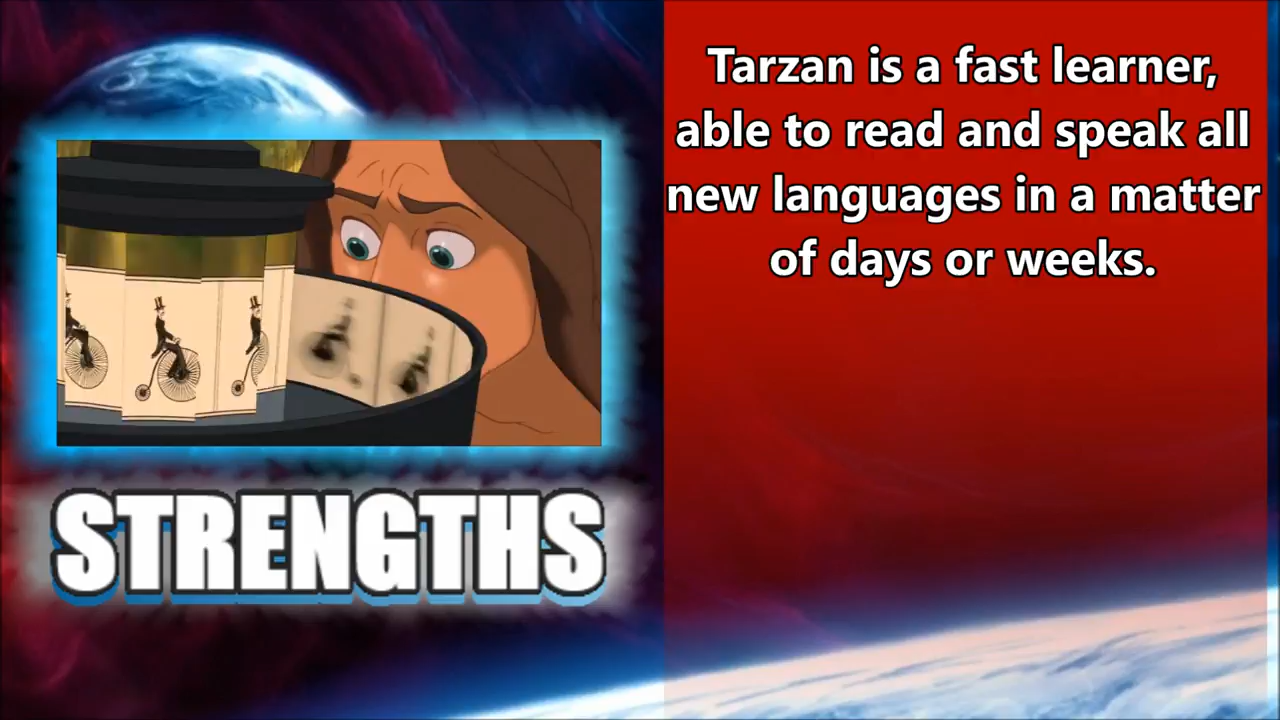 Tarzan is a fast learner,
able to read and speak all
new languages in a matter
of days or weeks.
STRENGTHS